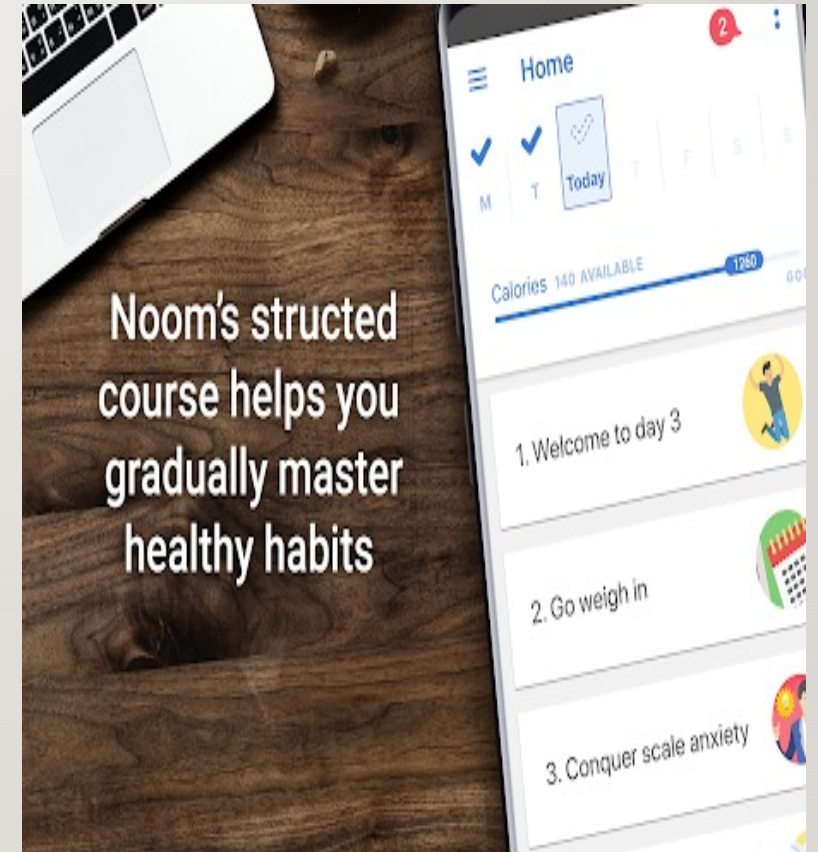 Noom's structed
course helps you
gradually master
healthy habits
Home
2
M T Today T F S S
Calories 140 AVAILABLE
1260
1. Welcome to day 3
2. Go weigh in
3. Conquer scale anxiety